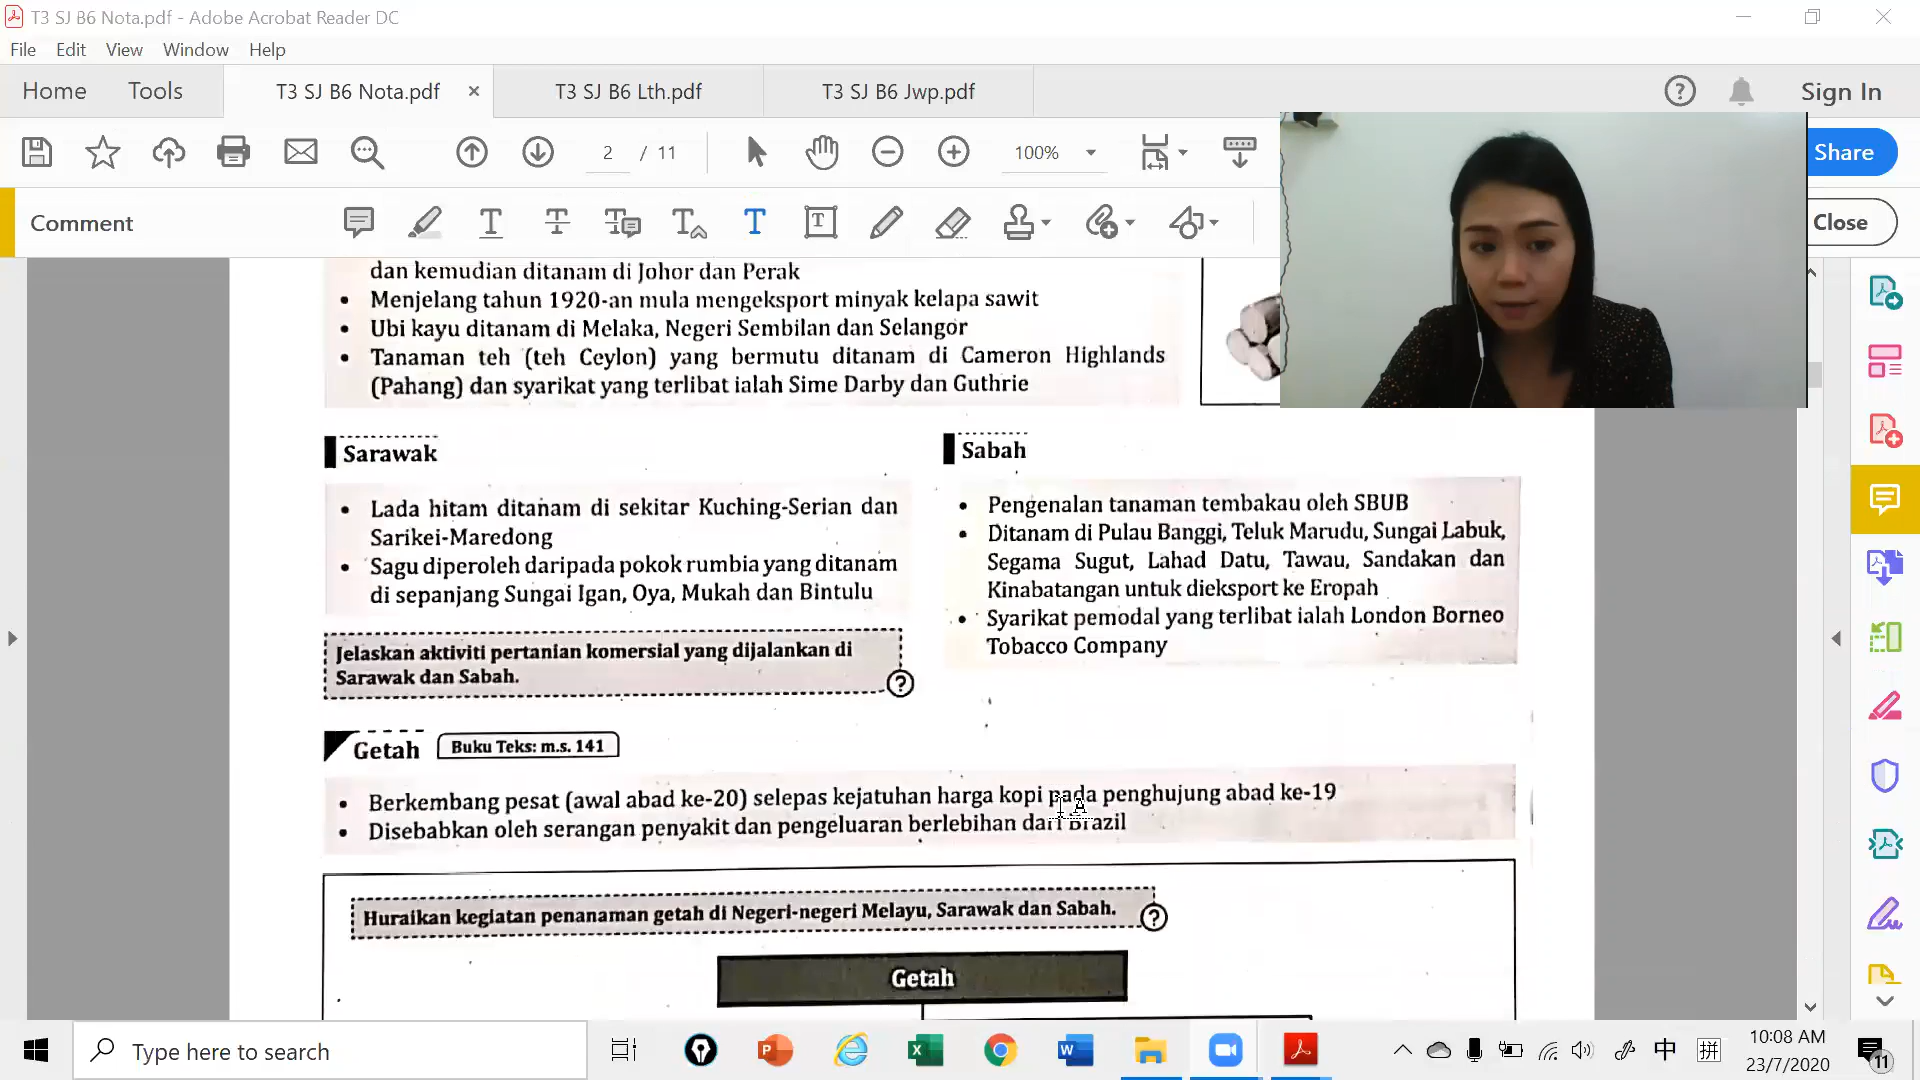 T3 SJ B6 Nota.pdf - Adobe Acrobat Reader DC
File Edit View Window Help
Home Tools T3 SJ B6 Nota.pdf T3 SJ B6 Lth.pdf T3 SJ B6 Jwp.pdf Sign In
2 / 11 100% Share
Comment Close
dan kemudian ditanam di Johor dan Perak
• Menjelang tahun 1920-an mula mengeksport minyak kelapa sawit
• Ubi kayu ditanam di Melaka, Negeri Sembilan dan Selangor
• Tanaman teh (teh Ceylon) yang bermutu ditanam di Cameron Highlands
(Pahang) dan syarikat yang terlibat ialah Sime Darby dan Guthrie
Sarawak
• Lada hitam ditanam di sekitar Kuching-Serian dan
Sarikei-Maredong
• Sagu diperoleh daripada pokok rumbia yang ditanam
di sepanjang Sungai Igan, Oya, Mukah dan Bintulu
Jelaskan aktiviti pertanian komersial yang dijalankan di
Sarawak dan Sabah.
?
Sabah
• Pengenalan tanaman tembakau oleh SBUB
• Ditanam di Pulau Banggi, Teluk Marudu, Sungai Labuk,
Segama Sugut, Lahad Datu, Tawau, Sandakan dan
Kinabatangan untuk dieksport ke Eropah
• Syarikat pemodal yang terlibat ialah London Borneo
Tobacco Company
Getah Buku Teks: m.s. 141
• Berkembang pesat (awal abad ke-20) selepas kejatuhan harga kopi pada penghujung abad ke-19
• Disebabkan oleh serangan penyakit dan pengeluaran berlebihan dari Brazil
Huraikan kegiatan penanaman getah di Negeri-negeri Melayu, Sarawak dan Sabah. ?
Getah
Type here to search
中 拼
10:08 AM
23/7/2020
11